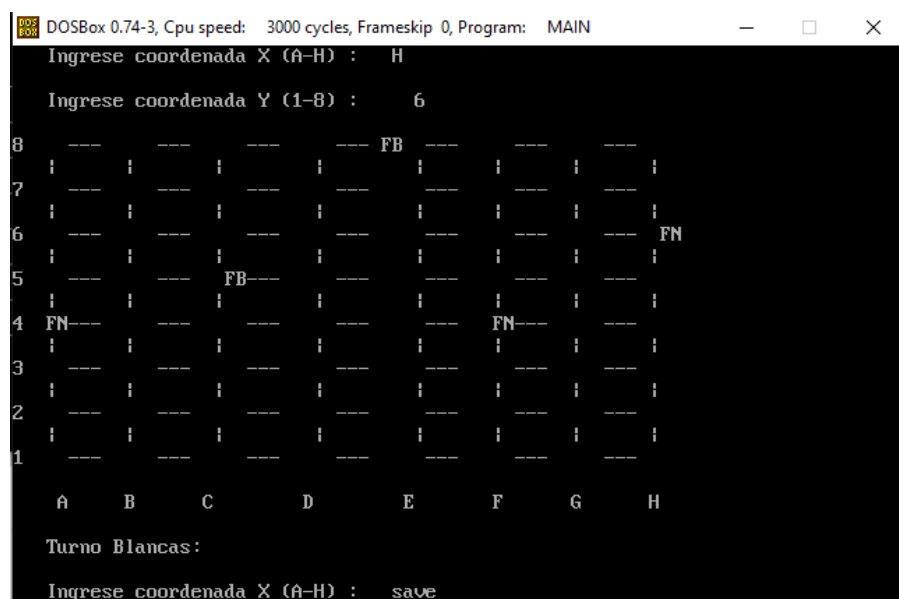 DOSBox 0.74-3, Cpu speed: 3000 cycles, Frameskip 0, Program: MAIN
Ingrese coordenada X (A-H) : H
Ingrese coordenada Y (1-8) : 6
8 --- --- --- --- FB --- --- ---
¦ ¦ ¦ ¦ ¦ ¦ ¦ ¦
7 --- --- --- --- --- --- ---
¦ ¦ ¦ ¦ ¦ ¦ ¦ ¦
6 --- --- --- --- --- --- --- FN
¦ ¦ ¦ ¦ ¦ ¦ ¦ ¦
5 --- --- FB--- --- --- --- ---
¦ ¦ ¦ ¦ ¦ ¦ ¦ ¦
4 FN--- --- --- --- --- FN--- ---
¦ ¦ ¦ ¦ ¦ ¦ ¦ ¦
3 --- --- --- --- --- --- ---
¦ ¦ ¦ ¦ ¦ ¦ ¦ ¦
2 --- --- --- --- --- --- ---
¦ ¦ ¦ ¦ ¦ ¦ ¦ ¦
1 --- --- --- --- --- --- ---
A B C D E F G H
Turno Blancas:
Ingrese coordenada X (A-H) : save